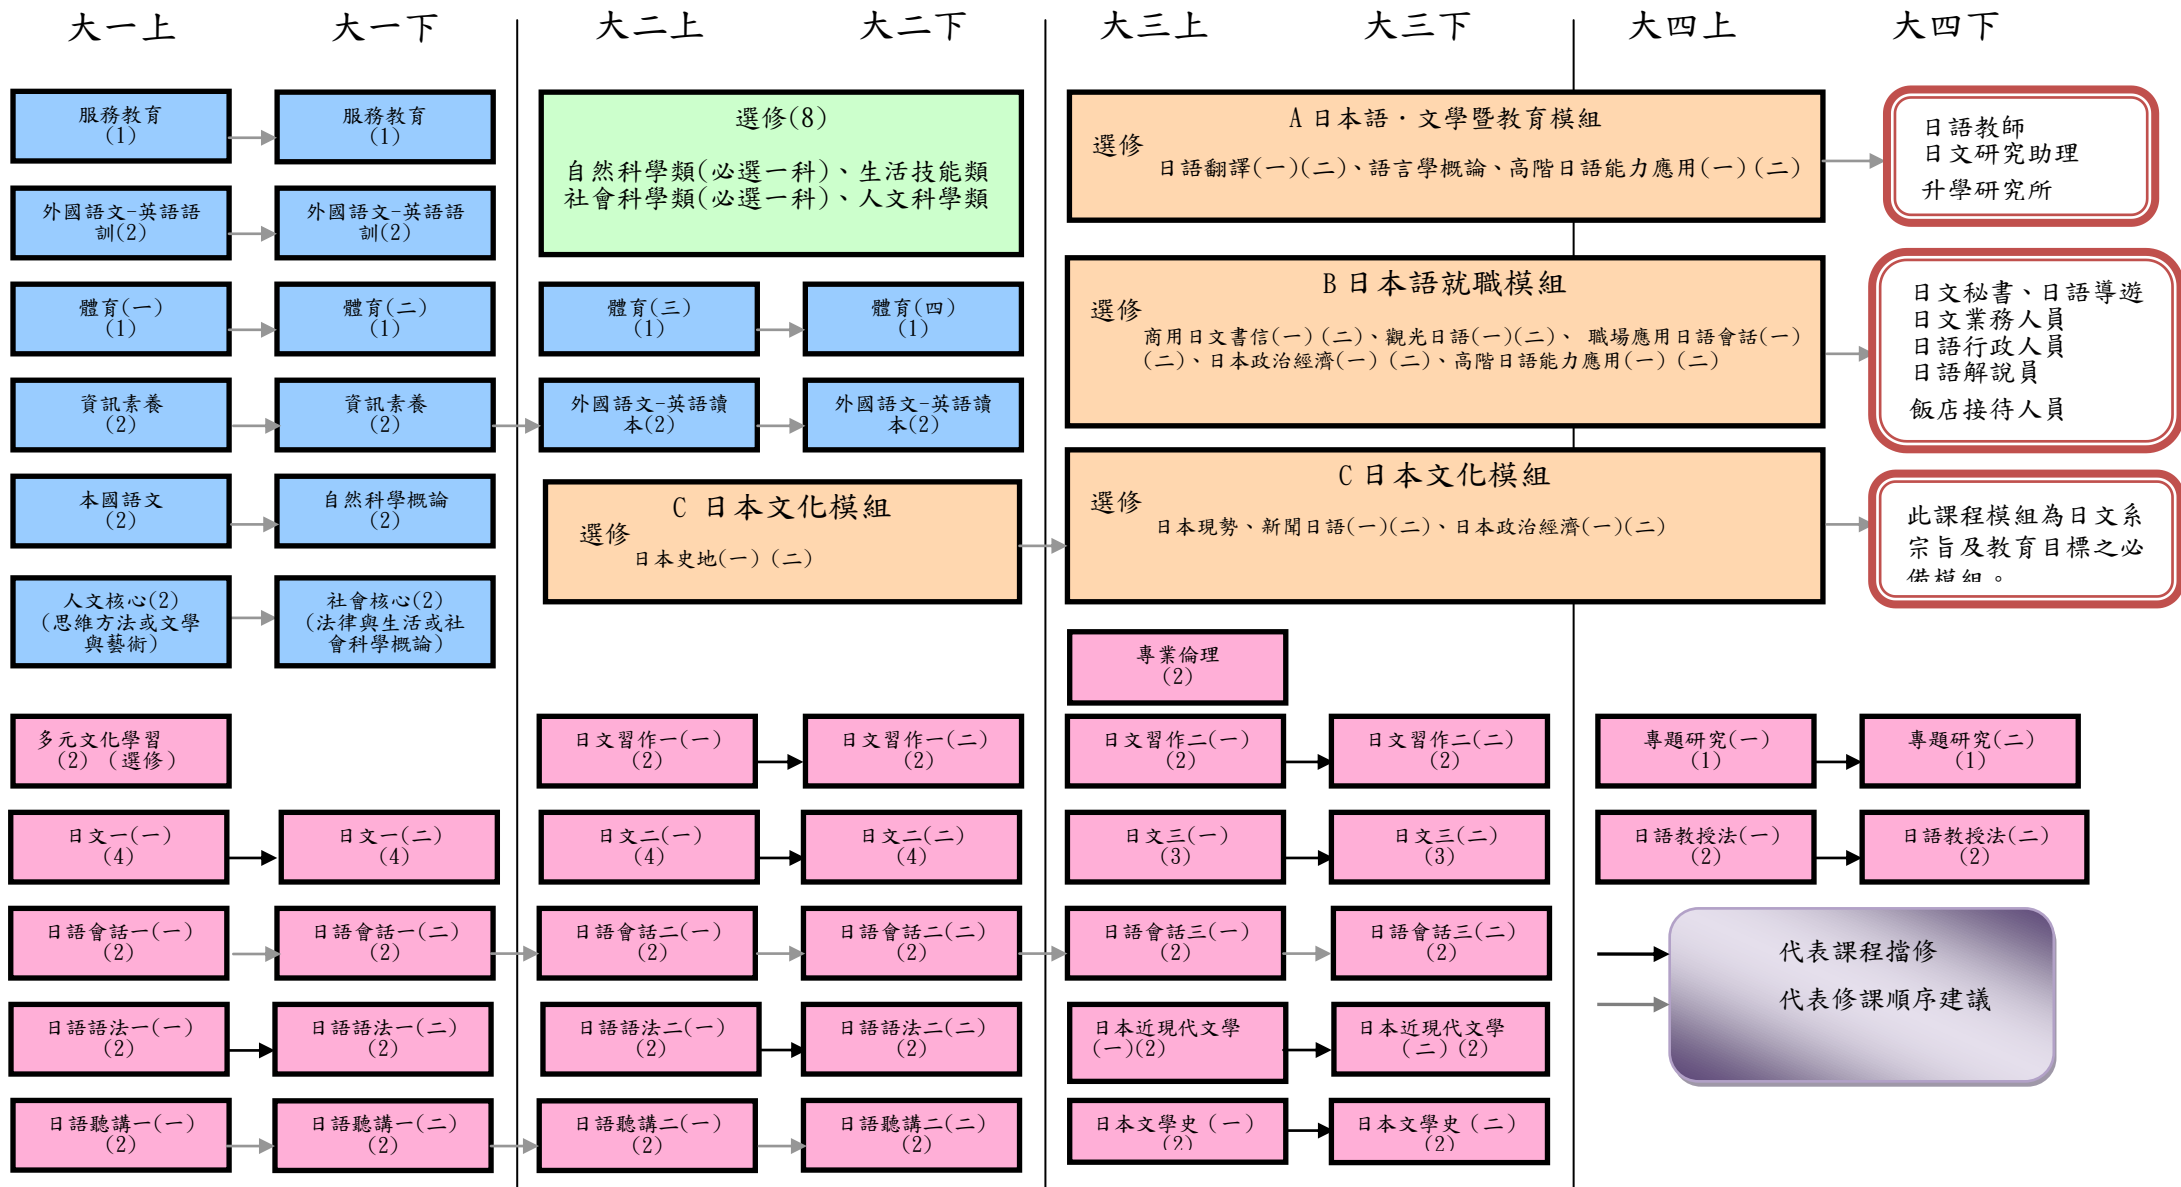 大一上
大一下
大二上
大二下
大三上
大三下
大四上
大四下
服務教育
(1)
服務教育
(1)
外國語文-英語語
訓(2)
外國語文-英語語
訓(2)
體育(一)
(1)
體育(二)
(1)
資訊素養
(2)
資訊素養
(2)
本國語文
(2)
自然科學概論
(2)
人文核心(2)
(思維方法或文學
與藝術)
社會核心(2)
(法律與生活或社
會科學概論)
選修(8)
自然科學類(必選一科)、生活技能類
社會科學類(必選一科)、人文科學類
體育(三)
(1)
體育(四)
(1)
外國語文-英語讀
本(2)
外國語文-英語讀
本(2)
C 日本文化模組
選修
日本史地(一)(二)
A 日本語．文學暨教育模組
選修
日語翻譯(一)(二)、語言學概論、高階日語能力應用(一)(二)
B 日本語就職模組
選修
商用日文書信(一)(二)、觀光日語(一)(二)、 職場應用日語會話(一)
(二)、日本政治經濟(一)(二)、高階日語能力應用(一)(二)
C 日本文化模組
選修
日本現勢、新聞日語(一)(二)、日本政治經濟(一)(二)
日語教師
日文研究助理
升學研究所
日文秘書、日語導遊
日文業務人員
日語行政人員
日語解說員
飯店接待人員
此課程模組為日文系
宗旨及教育目標之必
備模組。
專業倫理
(2)
多元文化學習
(2)（選修）
日文習作一(一)
(2)
日文習作一(二)
(2)
日文習作二(一)
(2)
日文習作二(二)
(2)
專題研究(一)
(1)
專題研究(二)
(1)
日文一(一)
(4)
日文一(二)
(4)
日文二(一)
(4)
日文二(二)
(4)
日文三(一)
(3)
日文三(二)
(3)
日語教授法(一)
(2)
日語教授法(二)
(2)
日語會話一(一)
(2)
日語會話一(二)
(2)
日語會話二(一)
(2)
日語會話二(二)
(2)
日語會話三(一)
(2)
日語會話三(二)
(2)
代表課程擋修
代表修課順序建議
日語語法一(一)
(2)
日語語法一(二)
(2)
日語語法二(一)
(2)
日語語法二(二)
(2)
日本近現代文學
(一)(2)
日本近現代文學
(二)(2)
日語聽講一(一)
(2)
日語聽講一(二)
(2)
日語聽講二(一)
(2)
日語聽講二(二)
(2)
日本文學史（一）
(2)
日本文學史（二）
(2)